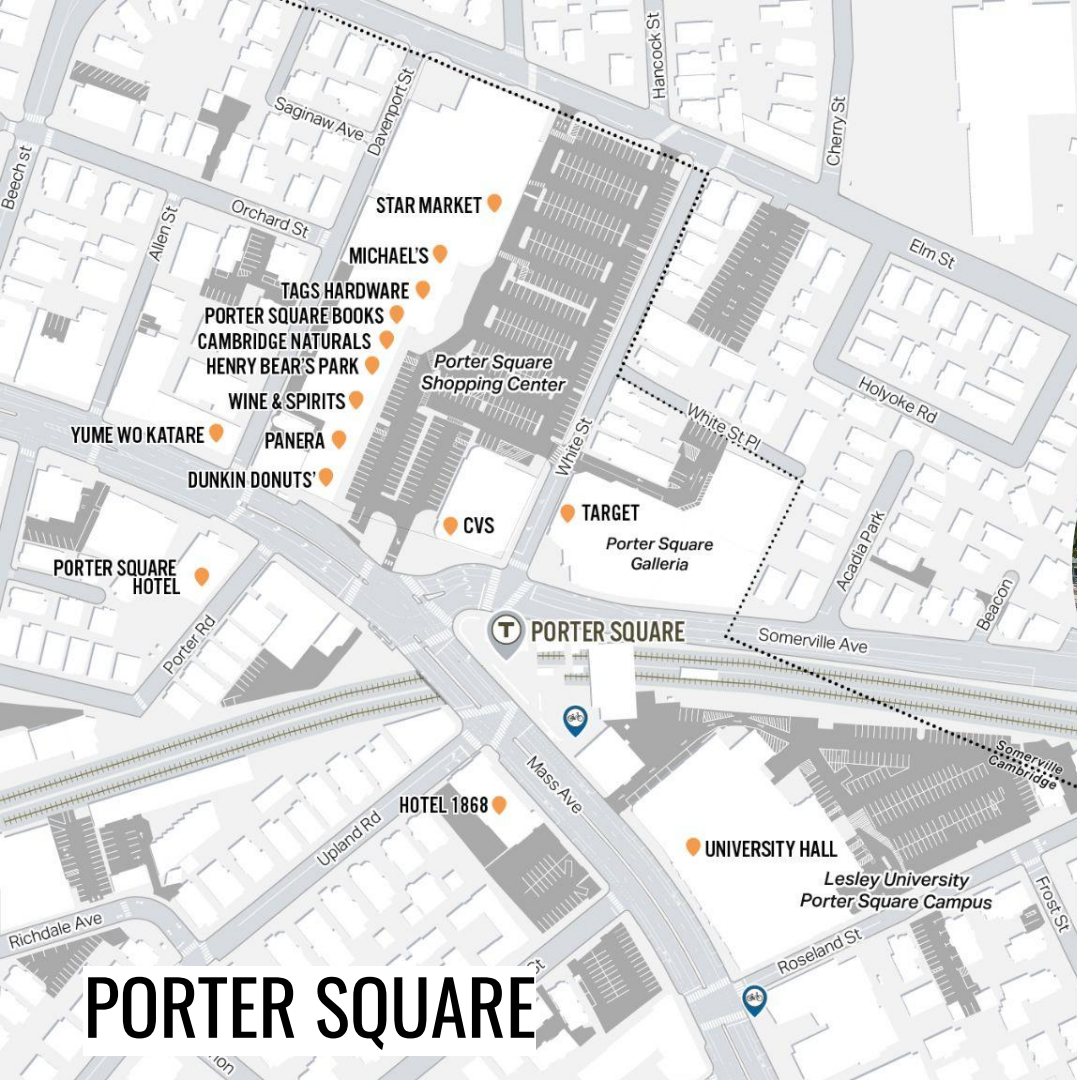 Hancock St
Saginaw Ave
Davenport St
Cherry St
Beech st
Allen St
Orchard St
STAR MARKET
Elm St
MICHAEL'S
TAGS HARDWARE
PORTER SQUARE BOOKS
CAMBRIDGE NATURALS
HENRY BEAR'S PARK
Porter Square
Shopping Center
Holyoke Rd
WINE & SPIRITS
White St Pl
YUME WO KATARE
PANERA
White St
DUNKIN DONUTS'
CVS
TARGET
Porter Square
Galleria
Acadia Park
PORTER SQUARE
HOTEL
Beacon
Porter Rd
T PORTER SQUARE
Somerville Ave
Somerville
Cambridge
Mass Ave
HOTEL 1868
Upland Rd
UNIVERSITY HALL
Lesley University
Porter Square Campus
Frost St
Richdale Ave
Roseland St
St
PORTER SQUARE